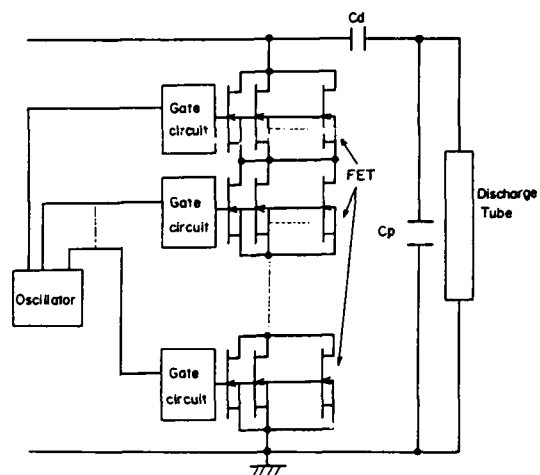 Cd
Gate
circuit
FET
Gate
circuit
Discharge
Tube
Cp
Oscillator
Gate
circuit